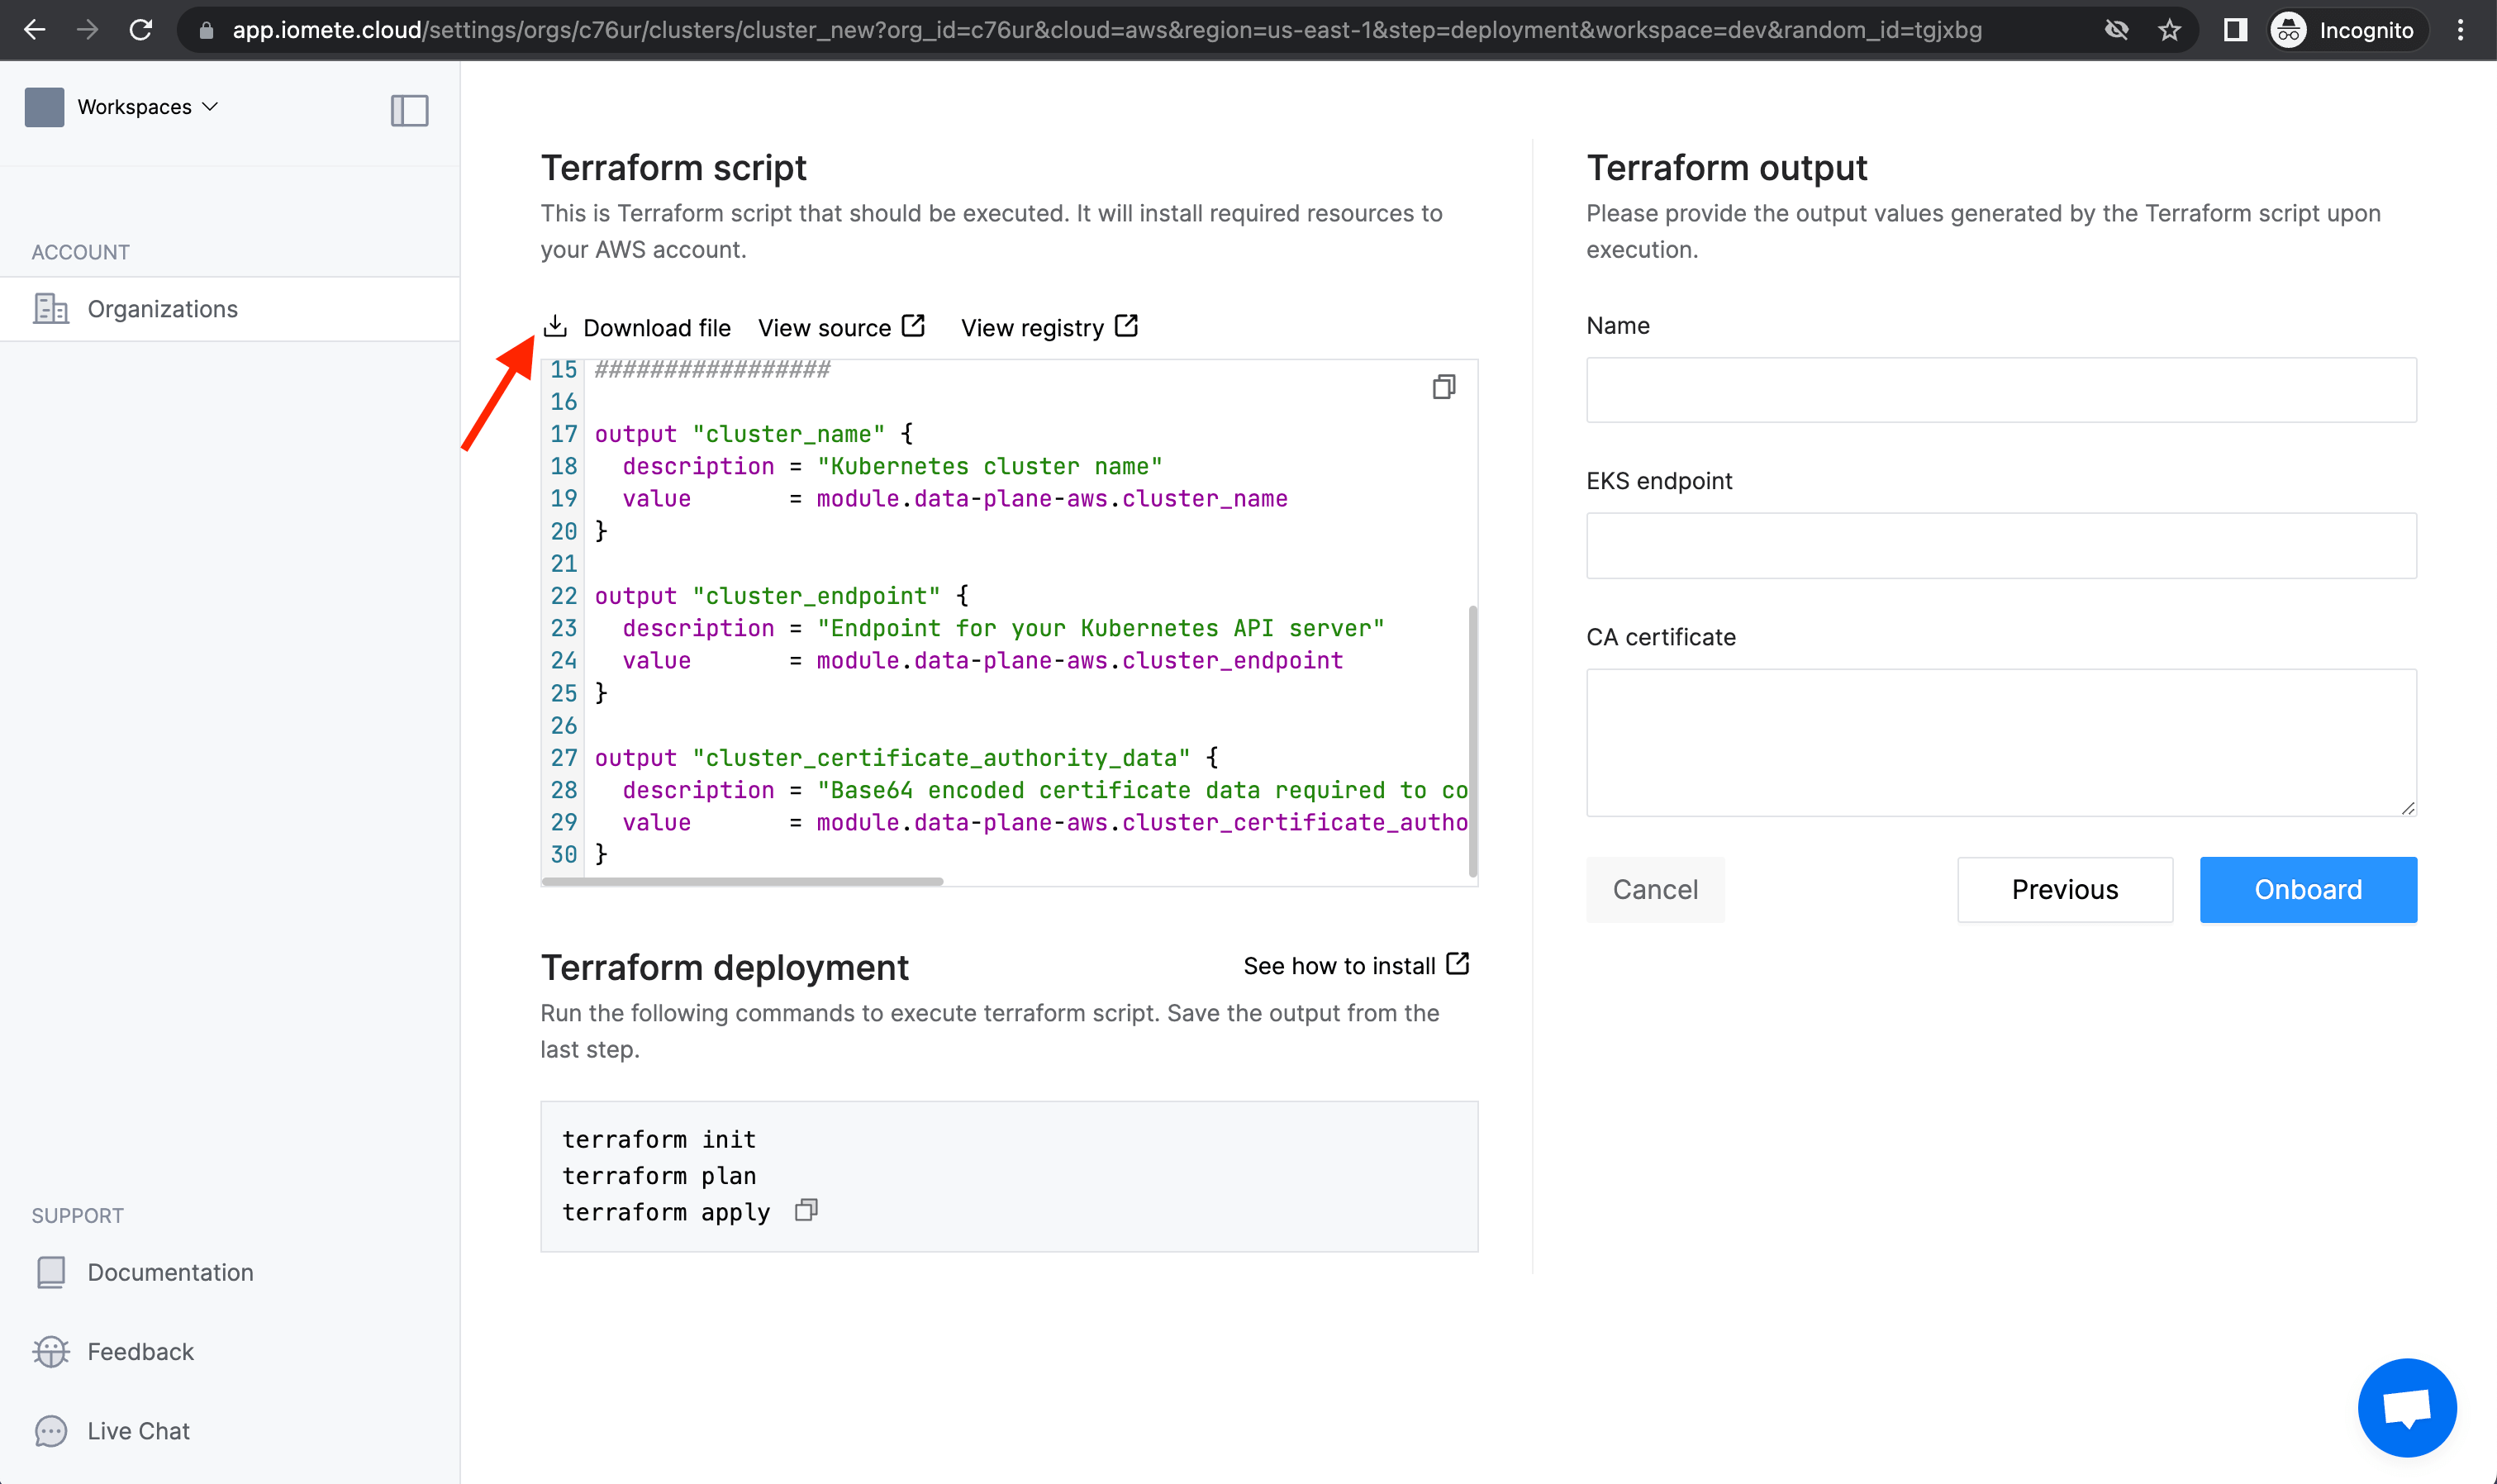 app.iomete.cloud/settings/orgs/c76ur/clusters/cluster_new?org_id=c76ur&cloud=aws&region=us-east-1&step=deployment&workspace=dev&random_id=tgjxbg
Incognito
Workspaces
ACCOUNT
Organizations
SUPPORT
Documentation
Feedback
Live Chat
Terraform script
This is Terraform script that should be executed. It will install required resources to
your AWS account.
Download file View source View registry
15 #################
16
17 output "cluster_name" {
18 description = "Kubernetes cluster name"
19 value = module.data-plane-aws.cluster_name
20 }
21
22 output "cluster_endpoint" {
23 description = "Endpoint for your Kubernetes API server"
24 value = module.data-plane-aws.cluster_endpoint
25 }
26
27 output "cluster_certificate_authority_data" {
28 description = "Base64 encoded certificate data required to co
29 value = module.data-plane-aws.cluster_certificate_autho
30 }
Terraform deployment
See how to install
Run the following commands to execute terraform script. Save the output from the
last step.
terraform init
terraform plan
terraform apply
Terraform output
Please provide the output values generated by the Terraform script upon
execution.
Name
EKS endpoint
CA certificate
Cancel
Previous
Onboard